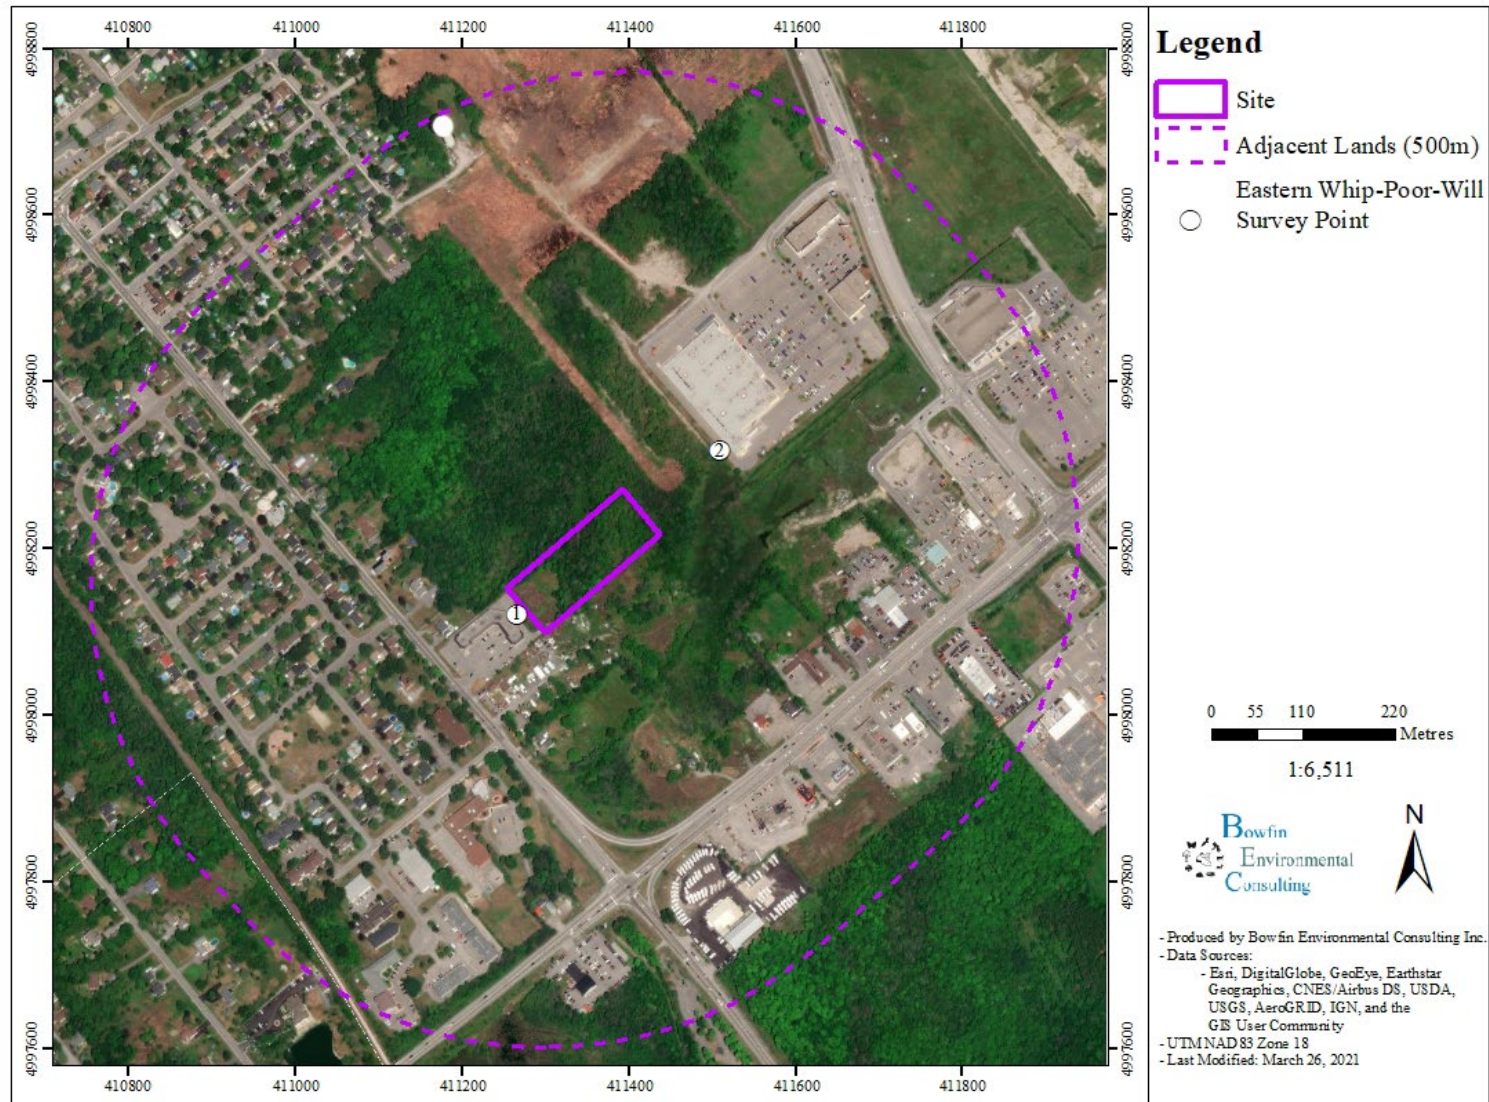 410800 411000 411200 411400 411600 411800
4998800 4998800
4998600 4998600
4998400 4998400
4998200 4998200
4998000 4998000
4997800 4997800
4997600 4997600
2
1
410800 411000 411200 411400 411600 411800
Legend
Site
Adjacent Lands (500m)
Eastern Whip-Poor-Will
Survey Point
0 55 110 220
Metres
1:6,511
Bowfin
Environmental
Consulting
N
- Produced by Bowfin Environmental Consulting Inc.
- Data Sources:
- Esri, DigitalGlobe, GeoEye, Earthstar
Geographics, CNES/Airbus DS, USDA,
USGS, AeroGRID, IGN, and the
GIS User Community
- UTM NAD83 Zone 18
- Last Modified: March 26, 2021